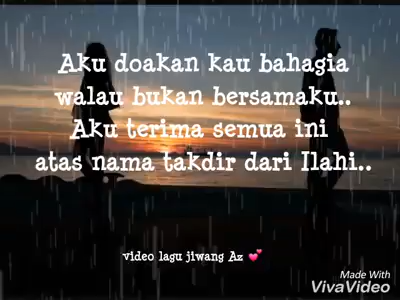 Aku doakan kau bahagia
walau bukan bersamaku..
Aku terima semua ini
atas nama takdir dari Ilahi..
video lagu jiwang Az 💕
Made With
VivaVideo